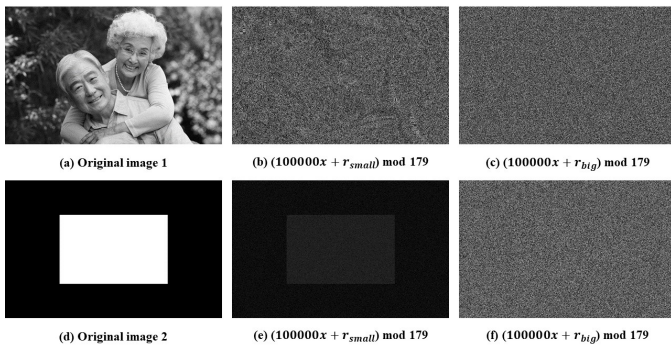 (a) Original image 1
(b) (100000x + r_small) mod 179
(c) (100000x + r_big) mod 179
(d) Original image 2
(e) (100000x + r_small) mod 179
(f) (100000x + r_big) mod 179